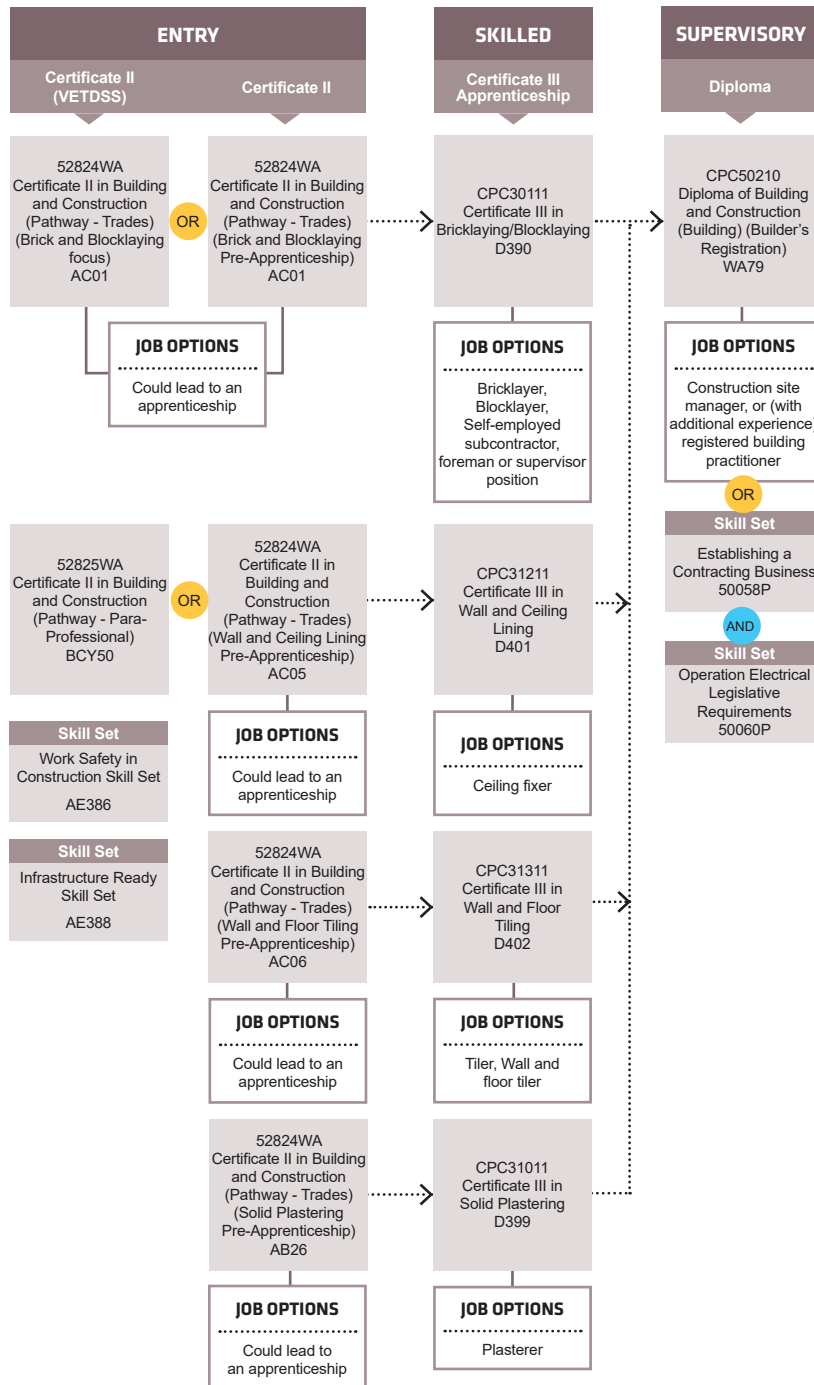 ENTRY
Certificate II
(VETDSS)
Certificate II
SKILLED
Certificate III
Apprenticeship
SUPERVISORY
Diploma
52824WA
Certificate II in Building
and Construction
(Pathway - Trades)
(Brick and Blocklaying
focus)
AC01
OR
52824WA
Certificate II in Building
and Construction
(Pathway - Trades)
(Brick and Blocklaying
Pre-Apprenticeship)
AC01
CPC30111
Certificate III in
Bricklaying/Blocklaying
D390
CPC50210
Diploma of Building
and Construction
(Building) (Builder's
Registration)
WA79
JOB OPTIONS
Could lead to an
apprenticeship
JOB OPTIONS
Bricklayer,
Blocklayer,
Self-employed
subcontractor,
foreman or supervisor
position
JOB OPTIONS
Construction site
manager, or (with
additional experience)
registered building
practitioner
OR
Skill Set
Establishing a
Contracting Business
50058P
AND
Skill Set
Operation Electrical
Legislative
Requirements
50060P
52825WA
Certificate II in Building
and Construction
(Pathway - Para-
Professional)
BCY50
OR
52824WA
Certificate II in
Building and
Construction
(Pathway - Trades)
(Wall and Ceiling Lining
Pre-Apprenticeship)
AC05
CPC31211
Certificate III in
Wall and Ceiling
Lining
D401
Skill Set
Work Safety in
Construction Skill Set
AE386
JOB OPTIONS
Could lead to an
apprenticeship
JOB OPTIONS
Ceiling fixer
Skill Set
Infrastructure Ready
Skill Set
AE388
52824WA
Certificate II in Building
and Construction
(Pathway - Trades)
(Wall and Floor Tiling
Pre-Apprenticeship)
AC06
CPC31311
Certificate III in
Wall and Floor
Tiling
D402
JOB OPTIONS
Could lead to an
apprenticeship
JOB OPTIONS
Tiler, Wall and
floor tiler
52824WA
Certificate II in Building
and Construction
(Pathway - Trades)
(Solid Plastering
Pre-Apprenticeship)
AB26
CPC31011
Certificate III in
Solid Plastering
D399
JOB OPTIONS
Could lead to
an apprenticeship
JOB OPTIONS
Plasterer